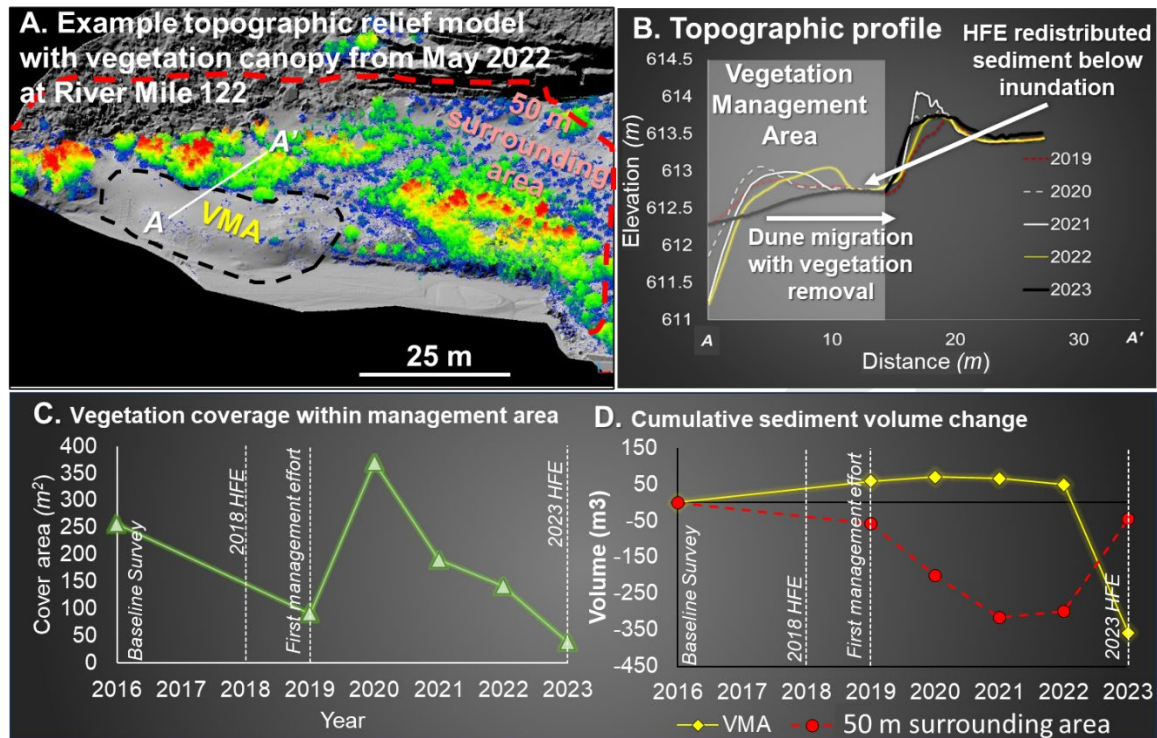 A. Example topographic relief model
with vegetation canopy from May 2022
at River Mile 122
50 m
surrounding
area
A'
A
VMA
25 m
B. Topographic profile
HFE redistributed
sediment below
inundation
Vegetation
Management
Area
Dune migration
with vegetation
removal
Elevation (m)
614.5
614
613.5
613
612.5
612
611.5
611
A
10
20
30
A'
Distance (m)
2019
2020
2021
2022
2023
C. Vegetation coverage within management area
Cover area (m²)
400
350
300
250
200
150
100
50
0
Baseline Survey
2018 HFE
First management effort
2023 HFE
2016 2017 2018 2019 2020 2021 2022 2023
Year
D. Cumulative sediment volume change
Volume (m3)
150
50
-50
-150
-250
-350
-450
Baseline Survey
2018 HFE
First management effort
2023 HFE
2016 2017 2018 2019 2020 2021 2022 2023
VMA
50 m surrounding area